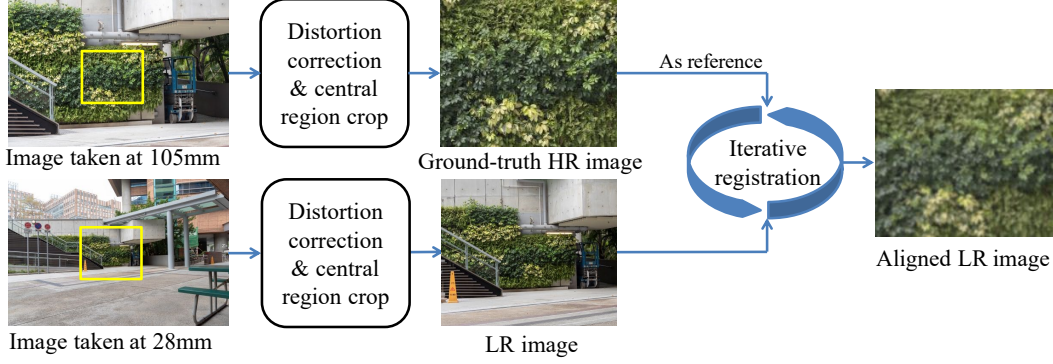 Distortion
correction
& central
region crop
As reference
Image taken at 105mm
Ground-truth HR image
Iterative
registration
Distortion
correction
& central
region crop
Aligned LR image
Image taken at 28mm
LR image